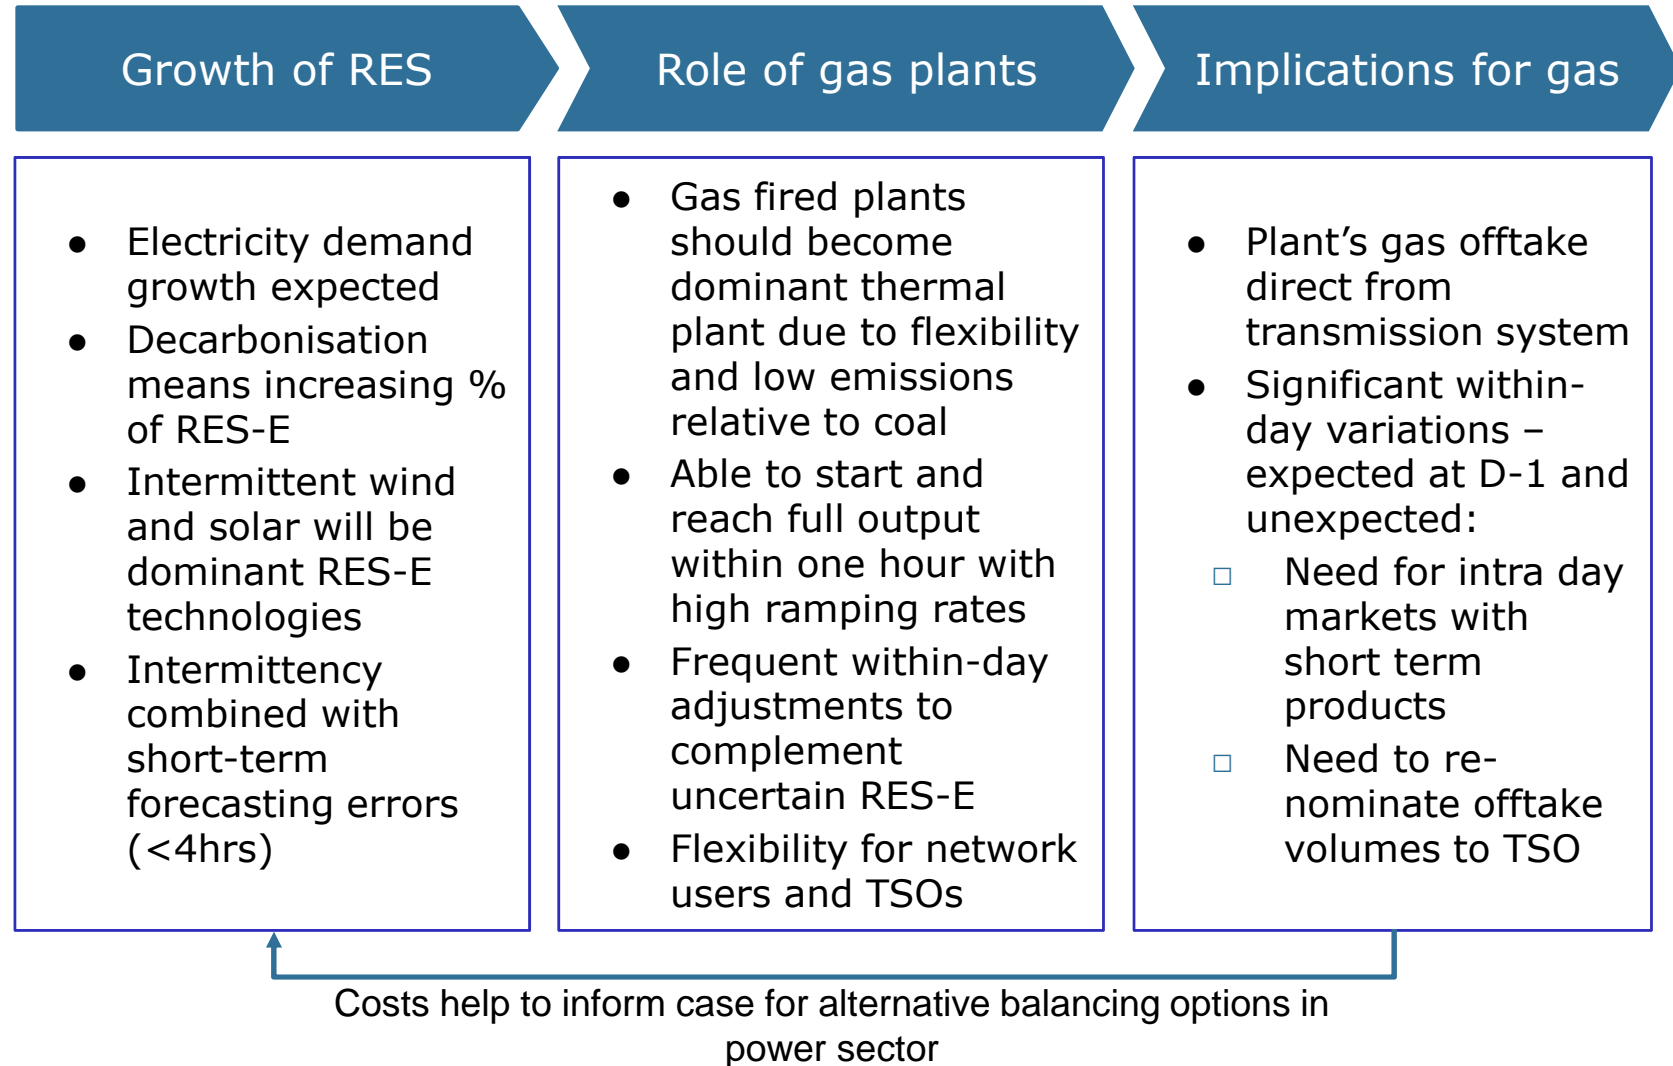 Growth of RES
Role of gas plants
Implications for gas
● Electricity demand
growth expected
● Decarbonisation
means increasing %
of RES-E
● Intermittent wind
and solar will be
dominant RES-E
technologies
● Intermittency
combined with
short-term
forecasting errors
(<4hrs)
● Gas fired plants
should become
dominant thermal
plant due to flexibility
and low emissions
relative to coal
● Able to start and
reach full output
within one hour with
high ramping rates
● Frequent within-day
adjustments to
complement
uncertain RES-E
● Flexibility for network
users and TSOs
● Plant’s gas offtake
direct from
transmission system
● Significant within-
day variations –
expected at D-1 and
unexpected:
□ Need for intra day
markets with
short term
products
□ Need to re-
nominate offtake
volumes to TSO
Costs help to inform case for alternative balancing options in
power sector